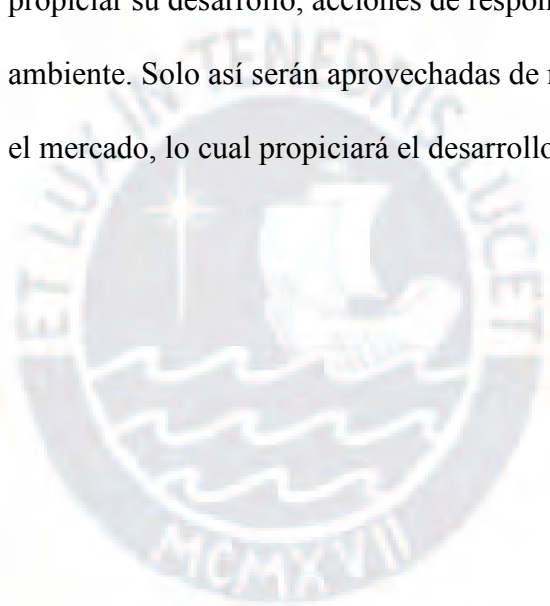 propiciar su desarrollo, acciones de respon
ambiente. Solo así serán aprovechadas de
el mercado, lo cual propiciará el desarrollo
ET LUX IN TENEBRIS LUCET
MCMXVII